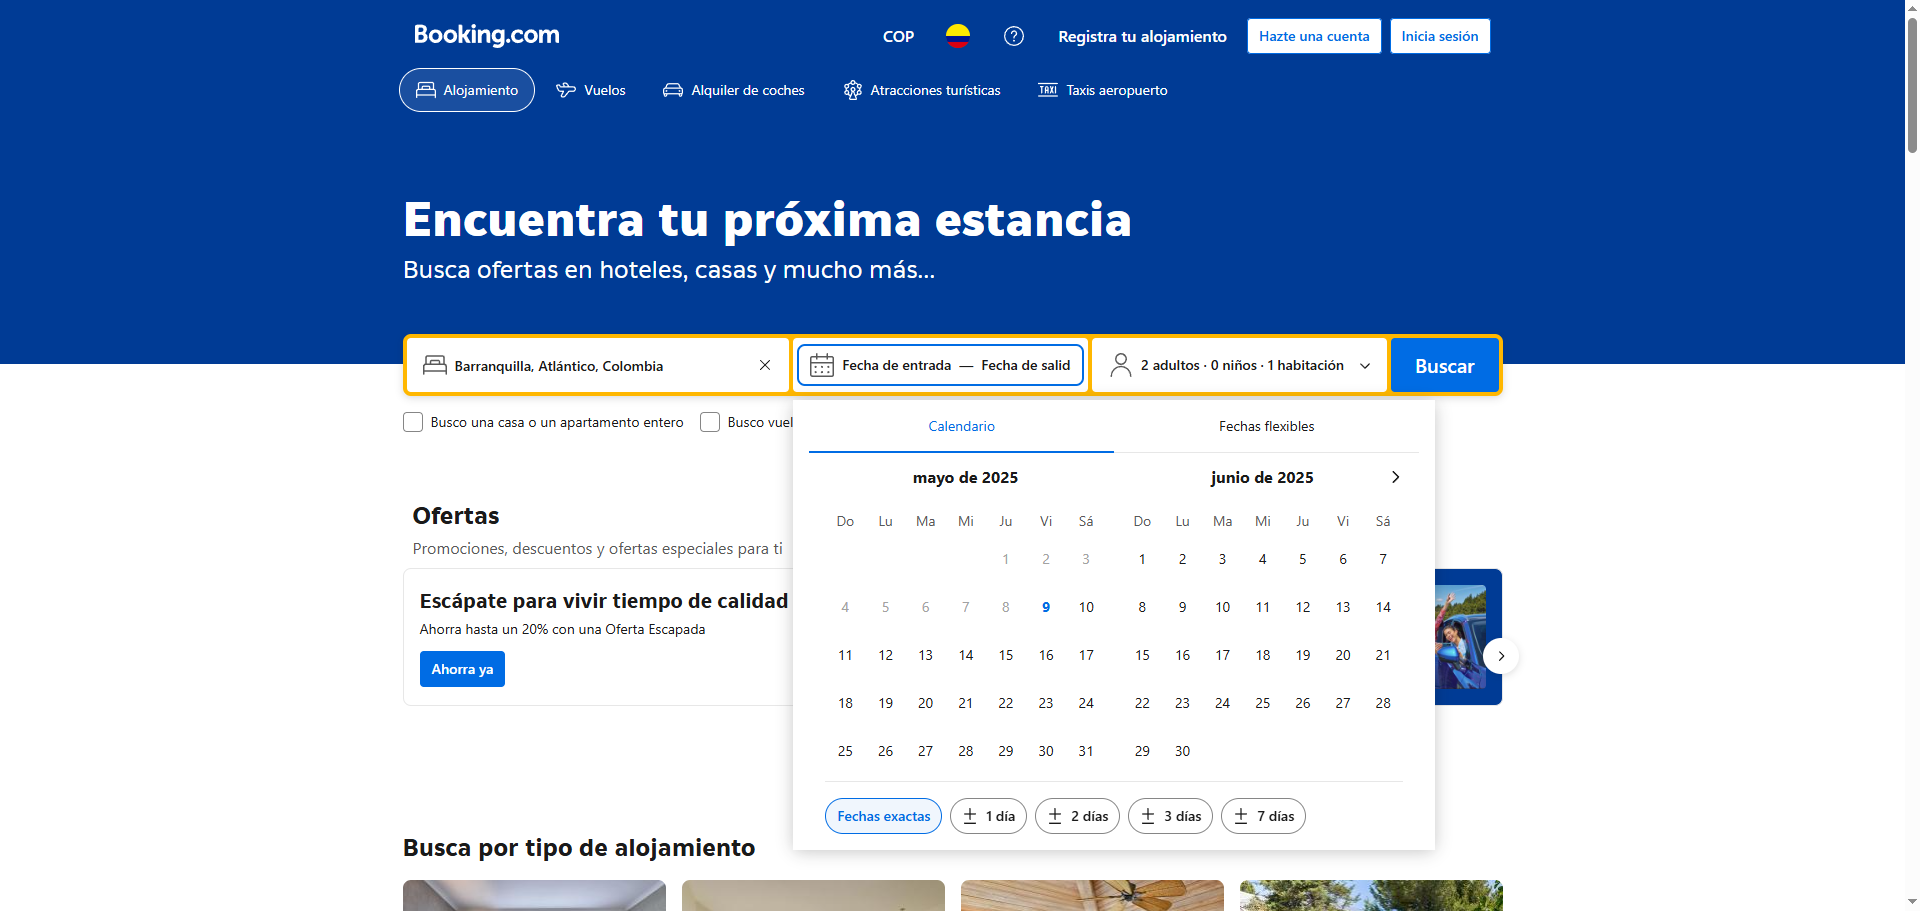 Booking.com
COP
Registra tu alojamiento
Hazte una cuenta
Inicia sesión
Alojamiento
Vuelos
Alquiler de coches
Atracciones turísticas
TAXI Taxis aeropuerto
Encuentra tu próxima estancia
Busca ofertas en hoteles, casas y mucho más...
Barranquilla, Atlántico, Colombia
Fecha de entrada — Fecha de salid
2 adultos · 0 niños · 1 habitación
Buscar
Busco una casa o un apartamento entero
Busco vuel
Calendario
Fechas flexibles
mayo de 2025
Do Lu Ma Mi Ju Vi Sá
1 2 3
4 5 6 7 8 9 10
11 12 13 14 15 16 17
18 19 20 21 22 23 24
25 26 27 28 29 30 31
junio de 2025
Do Lu Ma Mi Ju Vi Sá
1 2 3 4 5 6 7
8 9 10 11 12 13 14
15 16 17 18 19 20 21
22 23 24 25 26 27 28
29 30
Fechas exactas
± 1 día
± 2 días
± 3 días
± 7 días
Ofertas
Promociones, descuentos y ofertas especiales para ti
Escápate para vivir tiempo de calidad
Ahorra hasta un 20% con una Oferta Escapada
Ahorra ya
Busca por tipo de alojamiento